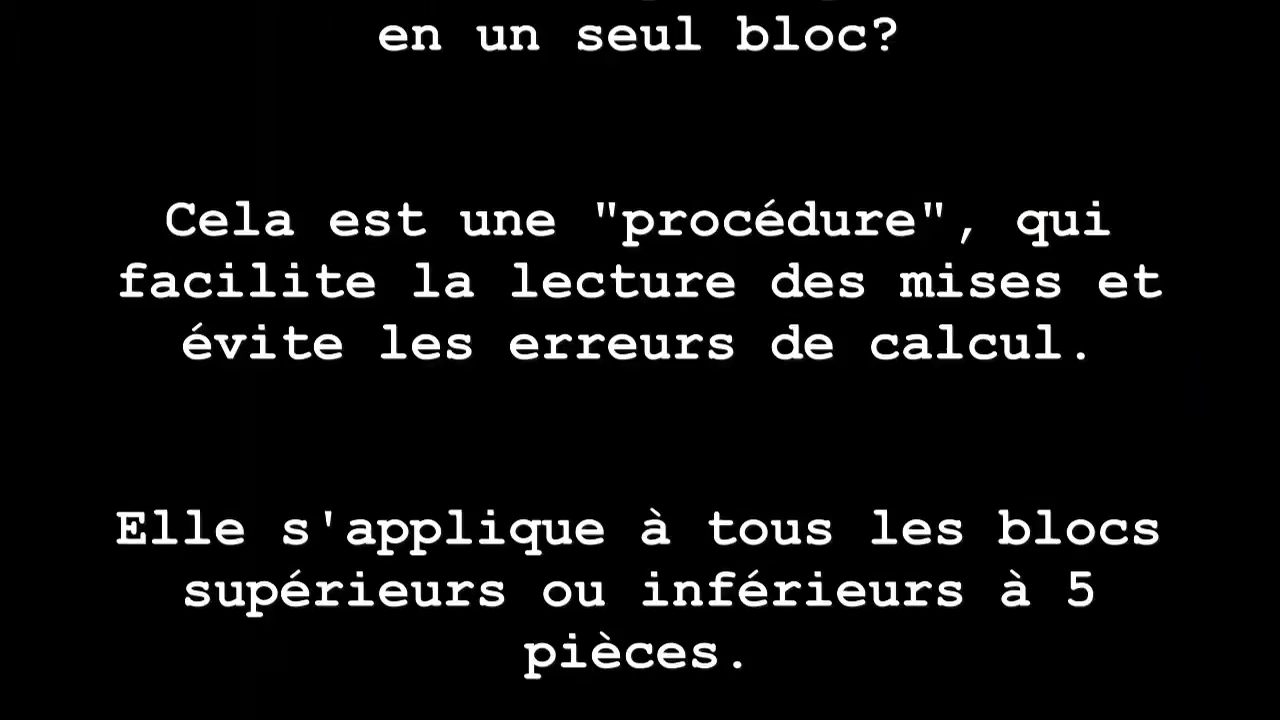 en un seul bloc?
Cela est une "procédure", qui
facilite la lecture des mises et
évite les erreurs de calcul.
Elle s'applique à tous les blocs
supérieurs ou inférieurs à 5
pièces.